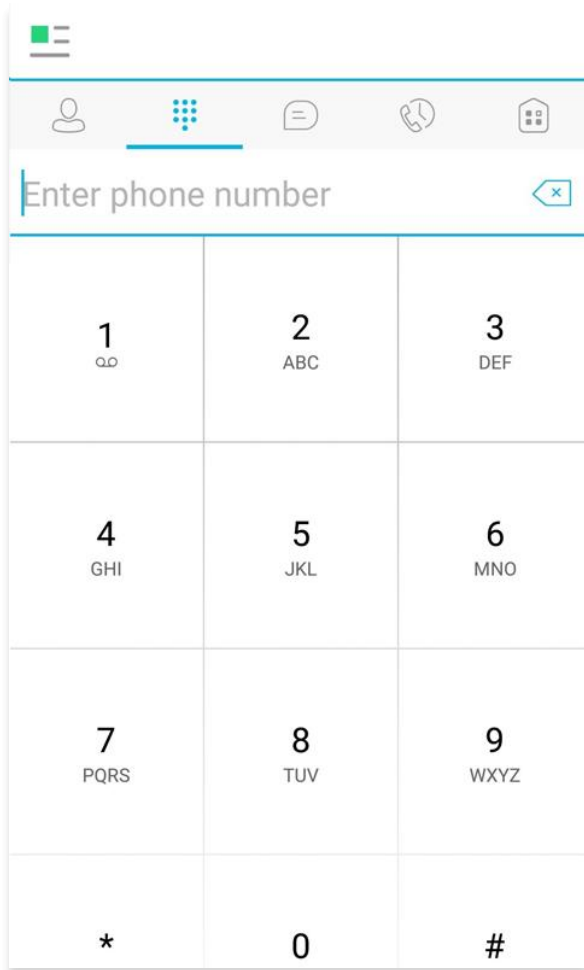 Enter phone number
1 2 3
ABC DEF
4 5 6
GHI JKL MNO
7 8 9
PQRS TUV WXYZ
* 0 #